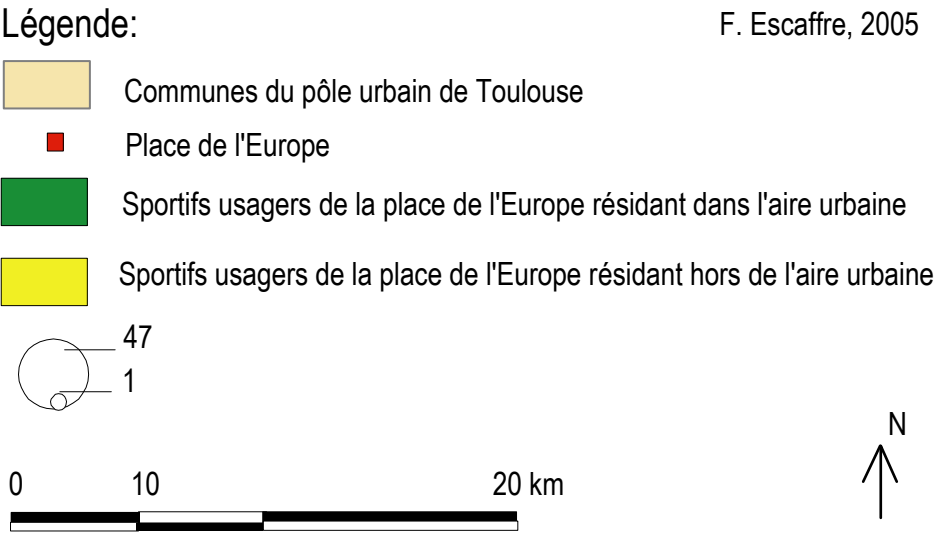 Légende:
F. Escaffre, 2005
Communes du pôle urbain de Toulouse
Place de l'Europe
Sportifs usagers de la place de l'Europe résidant dans l'aire urbaine
Sportifs usagers de la place de l'Europe résidant hors de l'aire urbaine
47
1
N
0 10 20 km